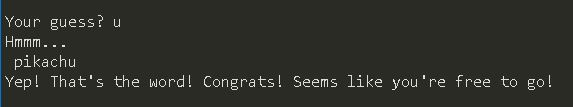 Your guess? u
Hmmm...
 pikachu
Yep! That's the word! Congrats! Seems like you're free to go!